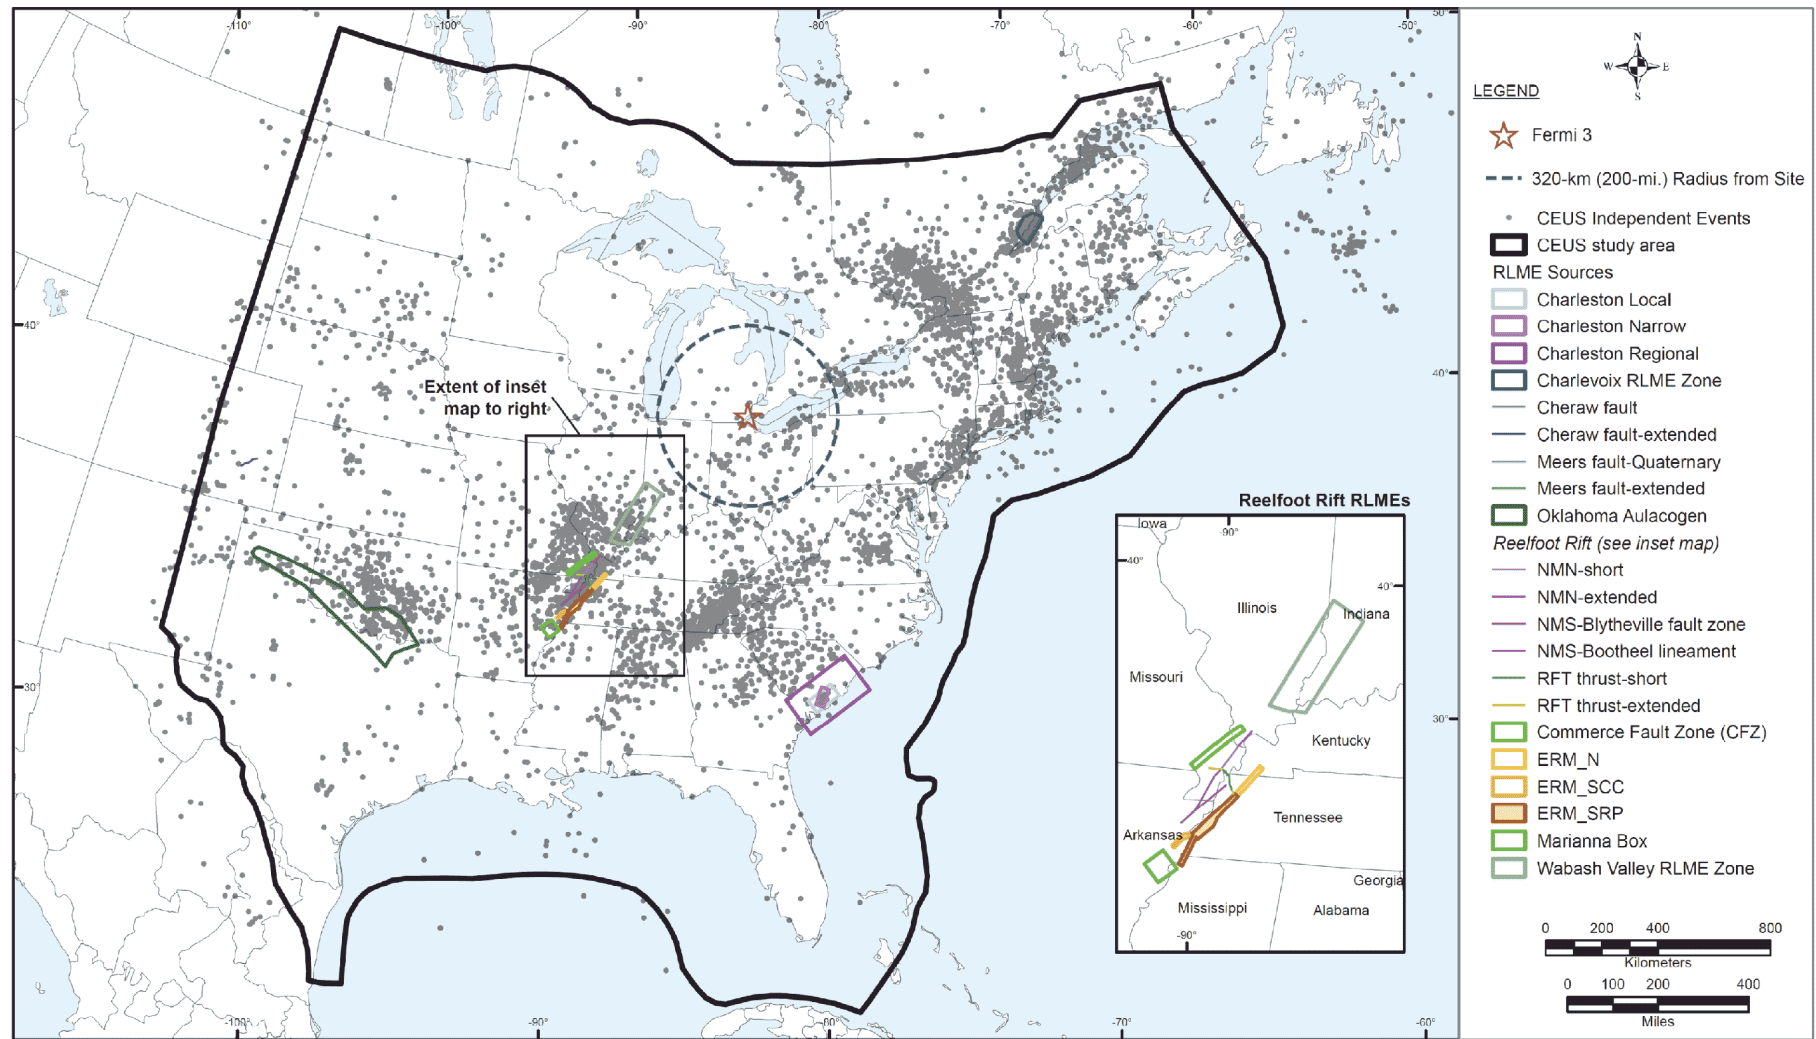 -110°
-100°
-90°
-80°
-70°
-60°
-50°
50°
40°
40°
30°
30°
-100°
-90°
-80°
-70°
-60°
Extent of inset
map to right
Reelfoot Rift RLMEs
Iowa
-90°
40°
40°
Illinois
Indiana
Missouri
Kentucky
Arkansas
Tennessee
Georgia
Mississippi
Alabama
-90°
N
W
E
S
LEGEND
Fermi 3
320-km (200-mi.) Radius from Site
CEUS Independent Events
CEUS study area
RLME Sources
Charleston Local
Charleston Narrow
Charleston Regional
Charlevoix RLME Zone
Cheraw fault
Cheraw fault-extended
Meers fault-Quaternary
Meers fault-extended
Oklahoma Aulacogen
Reelfoot Rift (see inset map)
NMN-short
NMN-extended
NMS-Blytheville fault zone
NMS-Bootheel lineament
RFT thrust-short
RFT thrust-extended
Commerce Fault Zone (CFZ)
ERM_N
ERM_SCC
ERM_SRP
Marianna Box
Wabash Valley RLME Zone
0 200 400 800
Kilometers
0 100 200 400
Miles